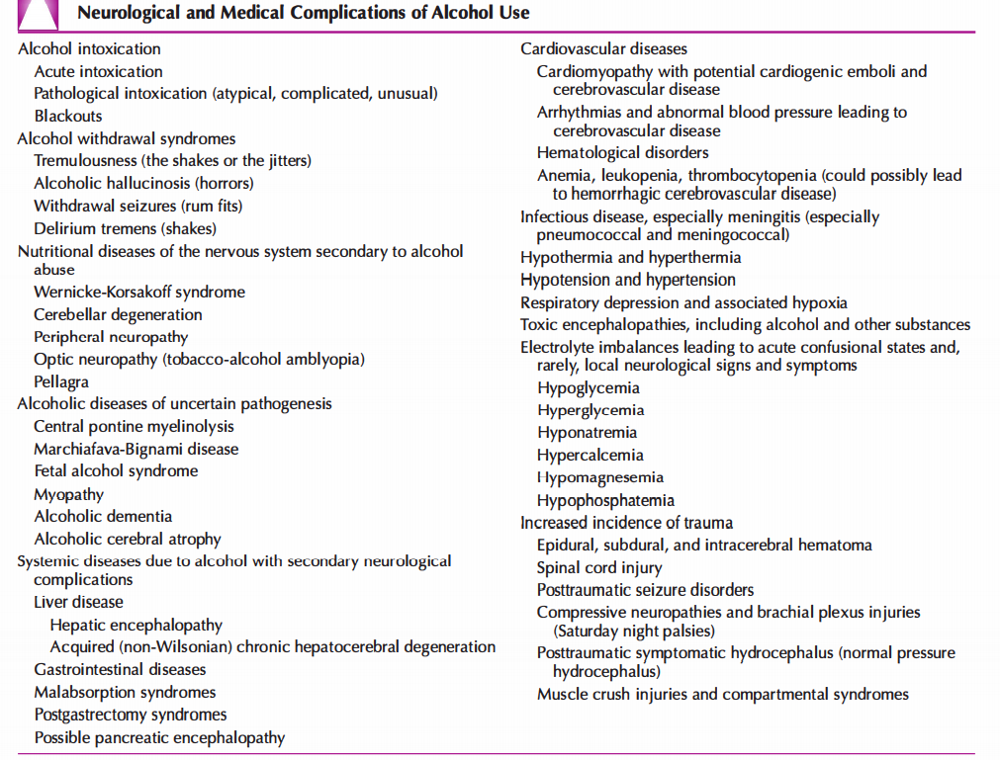 Neurological and Medical Complications of Alcohol Use
Alcohol intoxication
Acute intoxication
Pathological intoxication (atypical, complicated, unusual)
Blackouts
Alcohol withdrawal syndromes
Tremulousness (the shakes or the jitters)
Alcoholic hallucinosis (horrors)
Withdrawal seizures (rum fits)
Delirium tremens (shakes)
Nutritional diseases of the nervous system secondary to alcohol
abuse
Wernicke-Korsakoff syndrome
Cerebellar degeneration
Peripheral neuropathy
Optic neuropathy (tobacco-alcohol amblyopia)
Pellagra
Alcoholic diseases of uncertain pathogenesis
Central pontine myelinolysis
Marchiafava-Bignami disease
Fetal alcohol syndrome
Myopathy
Alcoholic dementia
Alcoholic cerebral atrophy
Systemic diseases due to alcohol with secondary neurological
complications
Liver disease
Hepatic encephalopathy
Acquired (non-Wilsonian) chronic hepatocerebral degeneration
Gastrointestinal diseases
Malabsorption syndromes
Postgastrectomy syndromes
Possible pancreatic encephalopathy
Cardiovascular diseases
Cardiomyopathy with potential cardiogenic emboli and
cerebrovascular disease
Arrhythmias and abnormal blood pressure leading to
cerebrovascular disease
Hematological disorders
Anemia, leukopenia, thrombocytopenia (could possibly lead
to hemorrhagic cerebrovascular disease)
Infectious disease, especially meningitis (especially
pneumococcal and meningococcal)
Hypothermia and hyperthermia
Hypotension and hypertension
Respiratory depression and associated hypoxia
Toxic encephalopathies, including alcohol and other substances
Electrolyte imbalances leading to acute confusional states and,
rarely, local neurological signs and symptoms
Hypoglycemia
Hyperglycemia
Hyponatremia
Hypercalcemia
Hypomagnesemia
Hypophosphatemia
Increased incidence of trauma
Epidural, subdural, and intracerebral hematoma
Spinal cord injury
Posttraumatic seizure disorders
Compressive neuropathies and brachial plexus injuries
(Saturday night palsies)
Posttraumatic symptomatic hydrocephalus (normal pressure
hydrocephalus)
Muscle crush injuries and compartmental syndromes